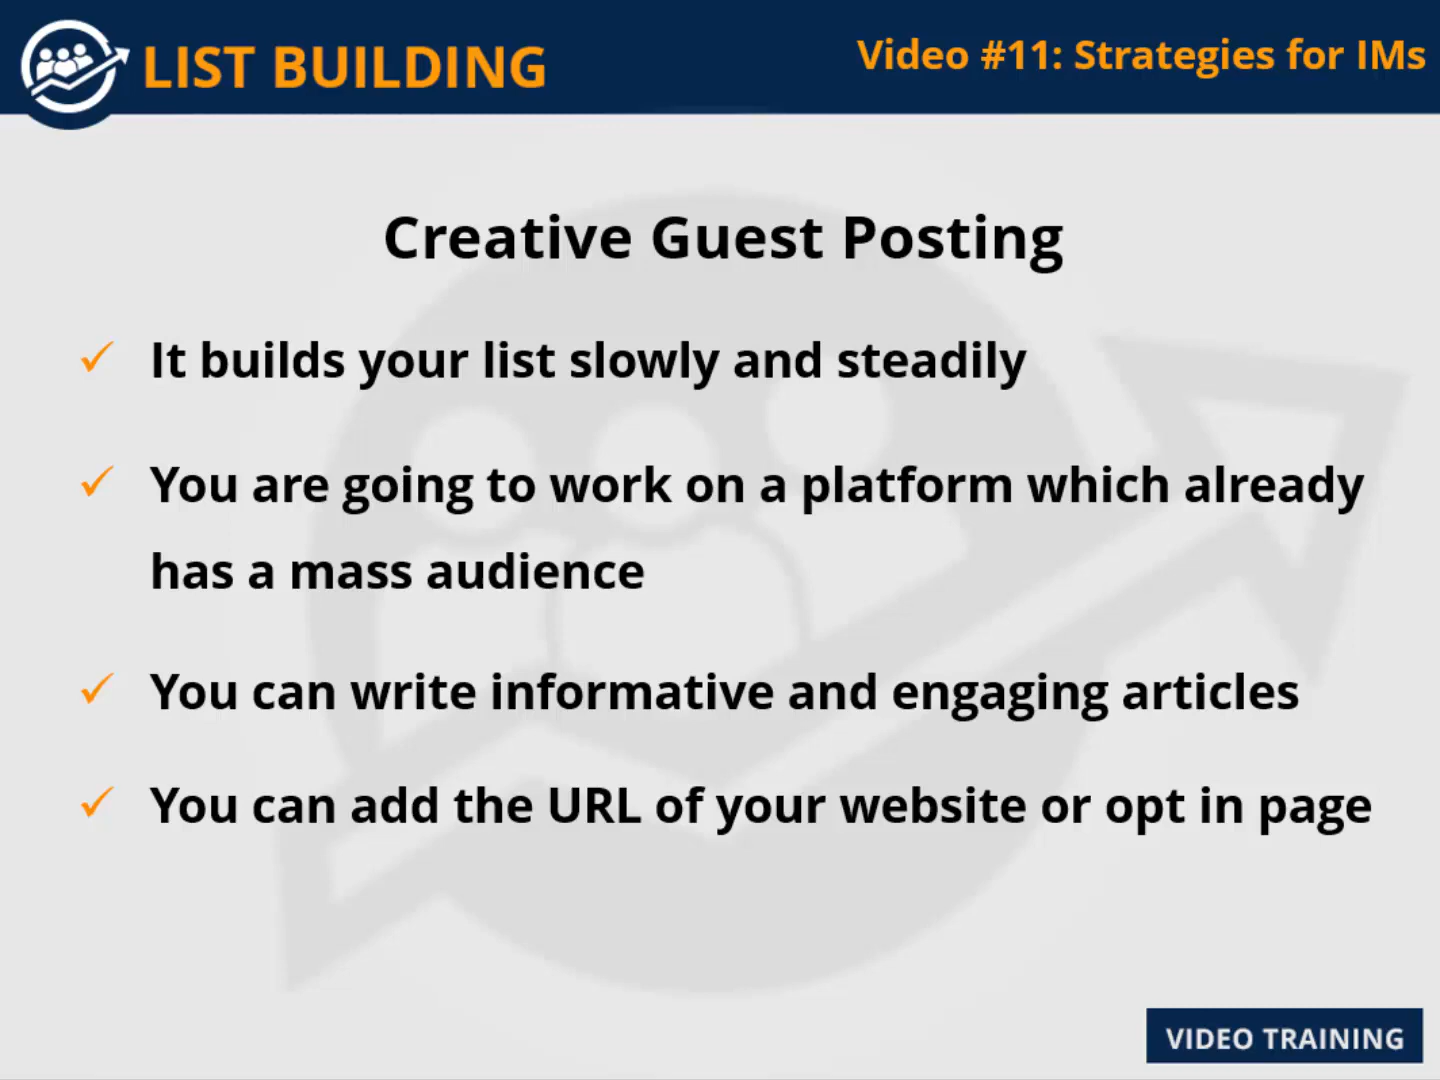 LIST BUILDING
Video #11: Strategies for IMs
Creative Guest Posting
It builds your list slowly and steadily
You are going to work on a platform which already
has a mass audience
You can write informative and engaging articles
You can add the URL of your website or opt in page
VIDEO TRAINING